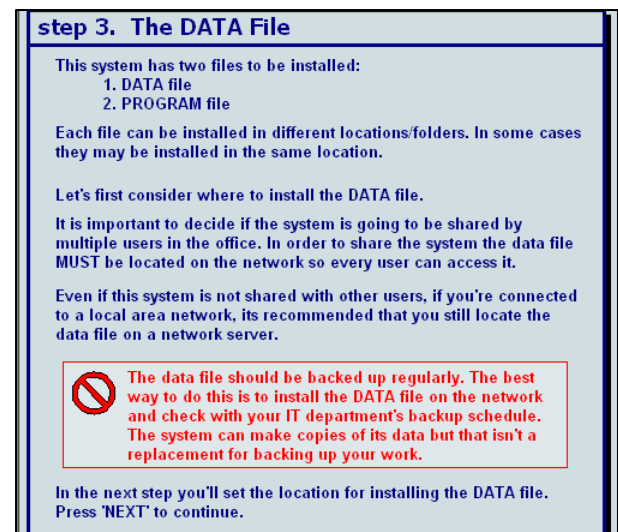 step 3. The DATA File
This system has two files to be installed:
1. DATA file
2. PROGRAM file
Each file can be installed in different locations/folders. In some cases
they may be installed in the same location.
Let's first consider where to install the DATA file.
It is important to decide if the system is going to be shared by
multiple users in the office. In order to share the system the data file
MUST be located on the network so every user can access it.
Even if this system is not shared with other users, if you're connected
to a local area network, its recommended that you still locate the
data file on a network server.
The data file should be backed up regularly. The best
way to do this is to install the DATA file on the network
and check with your IT department's backup schedule.
The system can make copies of its data but that isn't a
replacement for backing up your work.
In the next step you'll set the location for installing the DATA file.
Press 'NEXT' to continue.